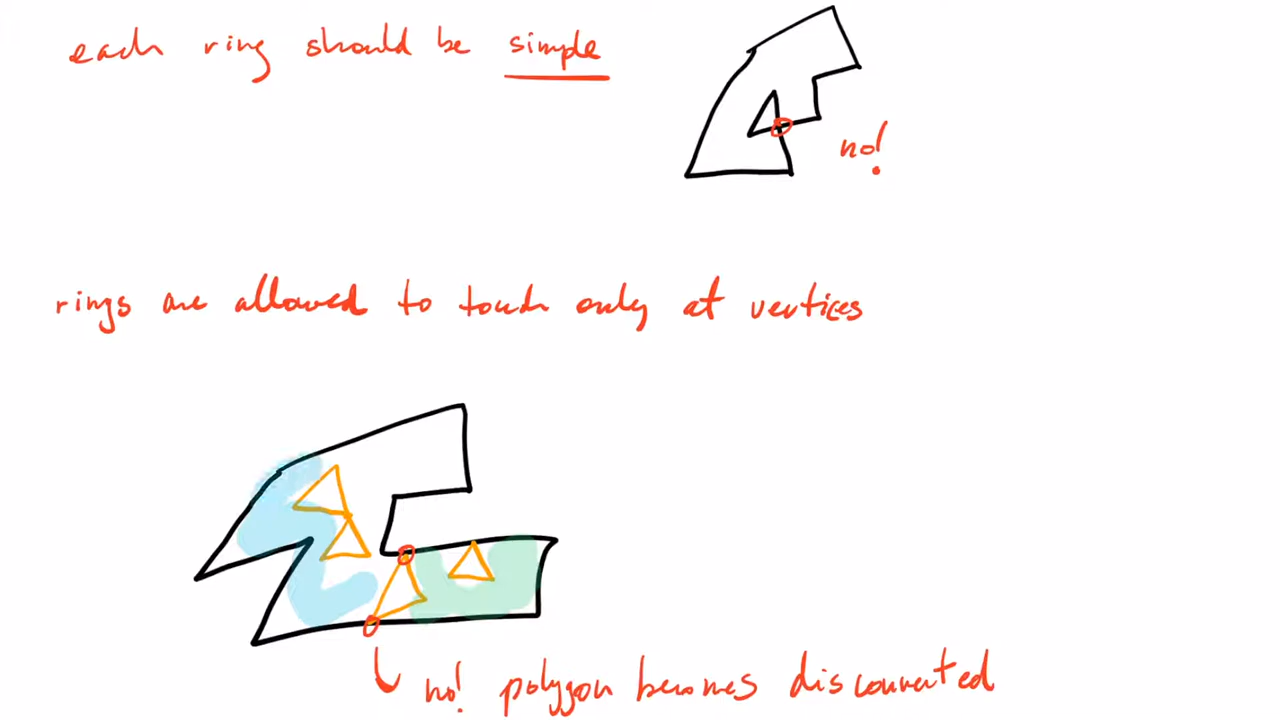 each ring should be simple
no!
rings are allowed to touch only at vertices
no! polygon becomes disconnected